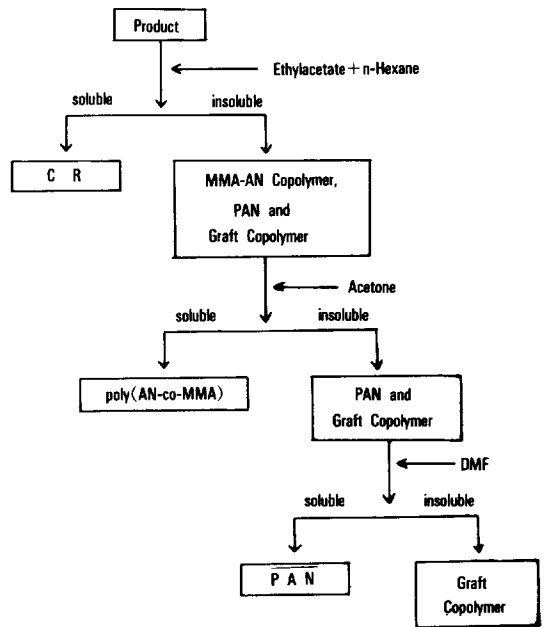 Product
Ethylacetate + n-Hexane
soluble
insoluble
C R
MMA-AN Copolymer,
PAN and
Graft Copolymer
Acetone
soluble
insoluble
poly(AN-co-MMA)
PAN and
Graft Copolymer
DMF
soluble
insoluble
P A N
Graft
Copolymer